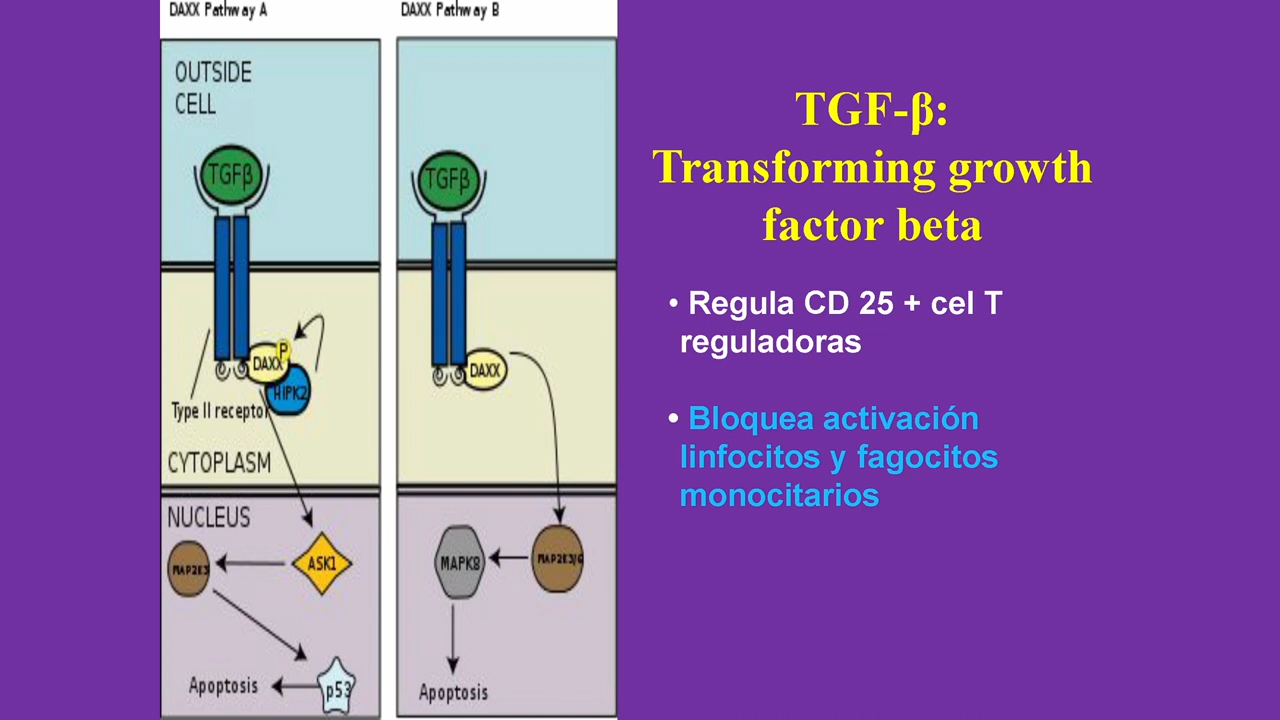 DAXX Pathway A
DAXX Pathway B
OUTSIDE
CELL
TGFβ
TGFβ
P
DAXX
HIPK2
DAXX
Type II receptor
CYTOPLASM
NUCLEUS
MAP2K3
ASK1
MAPK8
MAP2K3/6
p53
Apoptosis
Apoptosis
TGF-β:
Transforming growth
factor beta
• Regula CD 25 + cel T
reguladoras
• Bloquea activación
linfocitos y fagocitos
monocitarios